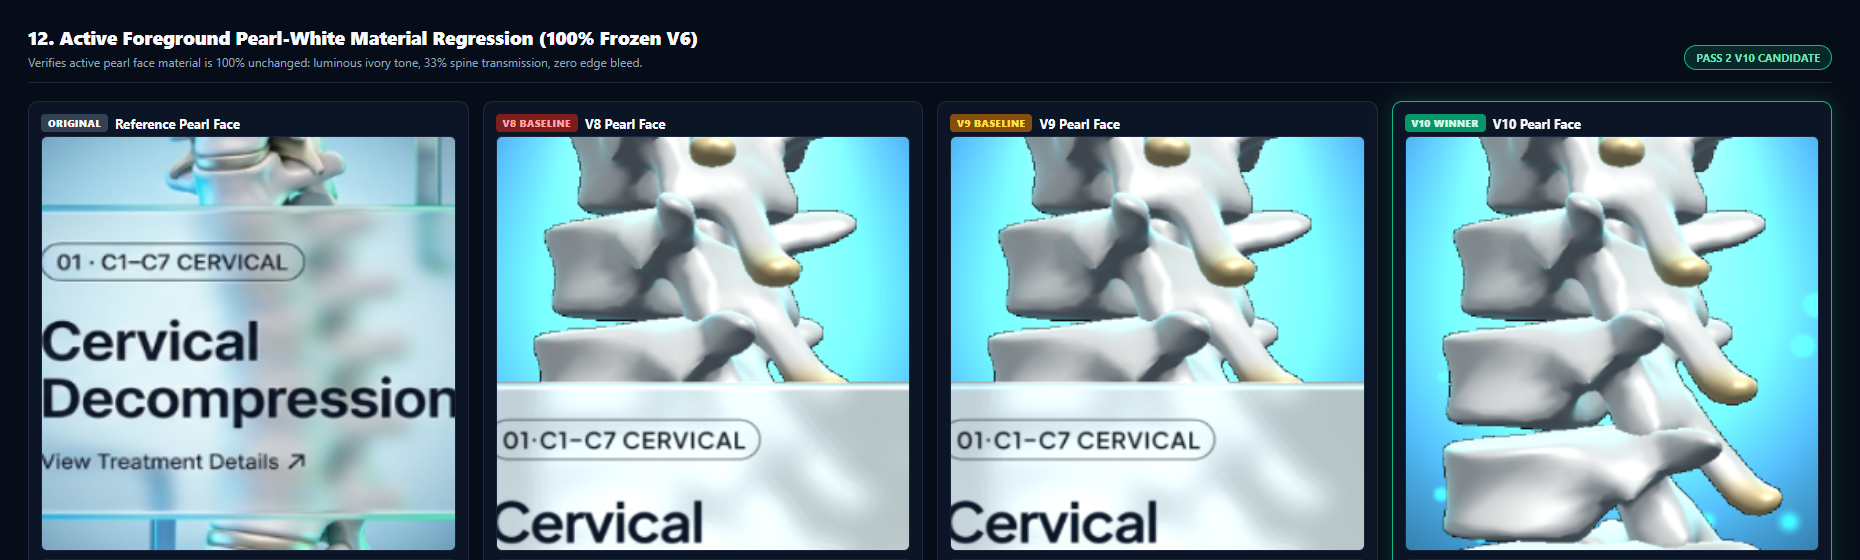 12. Active Foreground Pearl-White Material Regression (100% Frozen V6)
Verifies active pearl face material is 100% unchanged: luminous ivory tone, 33% spine transmission, zero edge bleed.
PASS 2 V10 CANDIDATE
ORIGINAL Reference Pearl Face
01 · C1–C7 CERVICAL
Cervical
Decompression
View Treatment Details ↗
V8 BASELINE V8 Pearl Face
01·C1–C7 CERVICAL
Cervical
V9 BASELINE V9 Pearl Face
01·C1–C7 CERVICAL
Cervical
V10 WINNER V10 Pearl Face